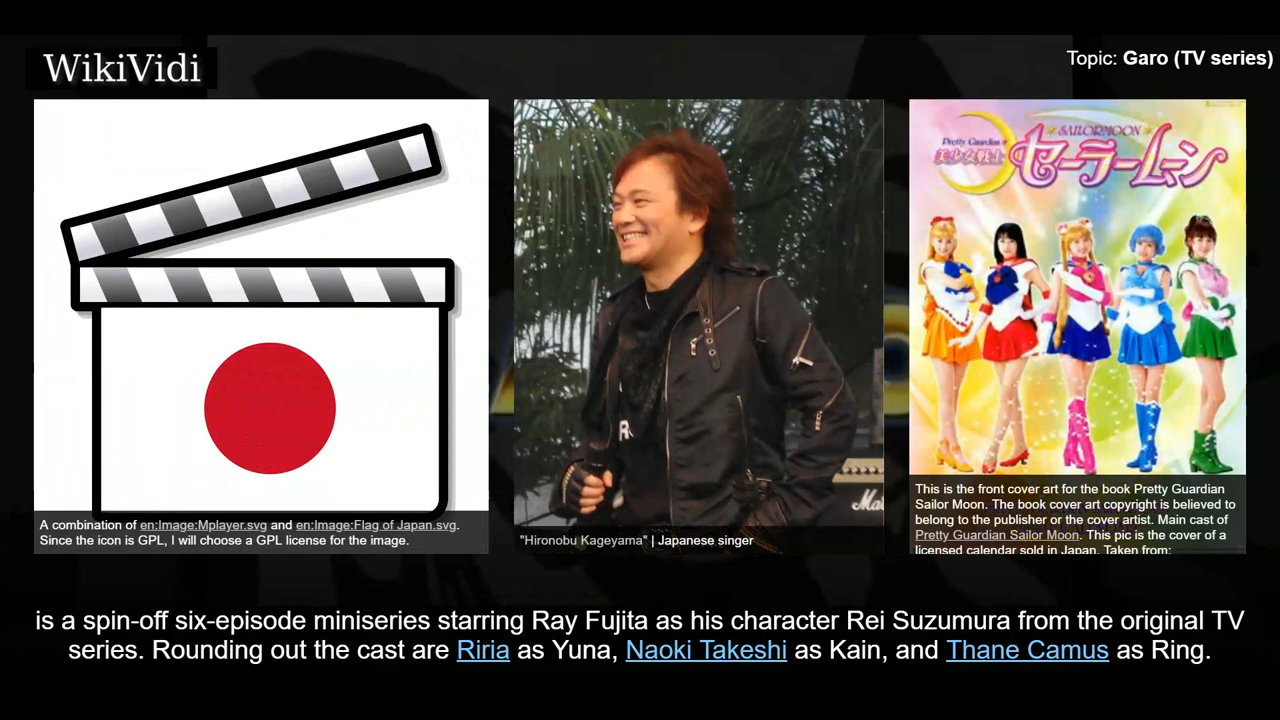 WikiVidi
Topic: Garo (TV series)
SAILORMOON
Pretty Guardian
美少女戦士
セーラームーン
R
Ma
A combination of en:Image:Mplayer.svg and en:Image:Flag of Japan.svg.
Since the icon is GPL, I will choose a GPL license for the image.
"Hironobu Kageyama" | Japanese singer
This is the front cover art for the book Pretty Guardian
Sailor Moon. The book cover art copyright is believed to
belong to the publisher or the cover artist. Main cast of
Pretty Guardian Sailor Moon. This pic is the cover of a
licensed calendar sold in Japan. Taken from:
is a spin-off six-episode miniseries starring Ray Fujita as his character Rei Suzumura from the original TV
series. Rounding out the cast are Riria as Yuna, Naoki Takeshi as Kain, and Thane Camus as Ring.